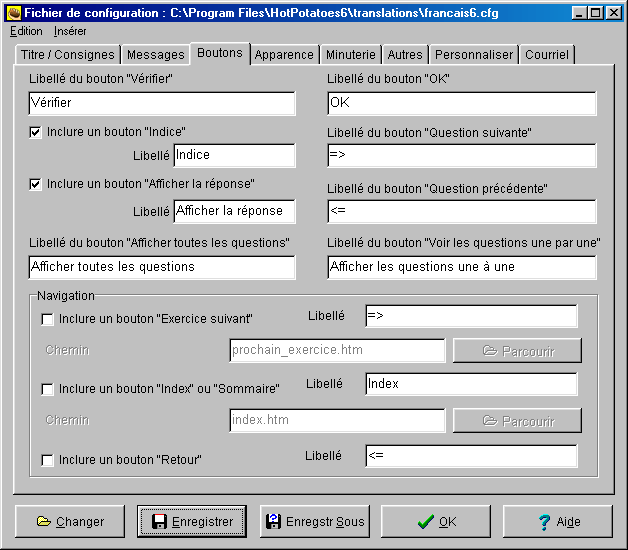 Fichier de configuration : C:\Program Files\HotPotatoes6\translations\francais6.cfg
Edition Insérer
Titre / Consignes Messages Boutons Apparence Minuterie Autres Personnaliser Courriel
Libellé du bouton "Vérifier" Libellé du bouton "OK"
Vérifier OK
Inclure un bouton "Indice" Libellé du bouton "Question suivante"
Libellé Indice =>
Inclure un bouton "Afficher la réponse" Libellé du bouton "Question précédente"
Libellé Afficher la réponse <=
Libellé du bouton "Afficher toutes les questions" Libellé du bouton "Voir les questions une par une"
Afficher toutes les questions Afficher les questions une à une
Navigation
Inclure un bouton "Exercice suivant" Libellé =>
Chemin prochain_exercice.htm Parcourir
Inclure un bouton "Index" ou "Sommaire" Libellé Index
Chemin index.htm Parcourir
Inclure un bouton "Retour" Libellé <=
Changer Enregistrer Enregstr Sous OK Aide